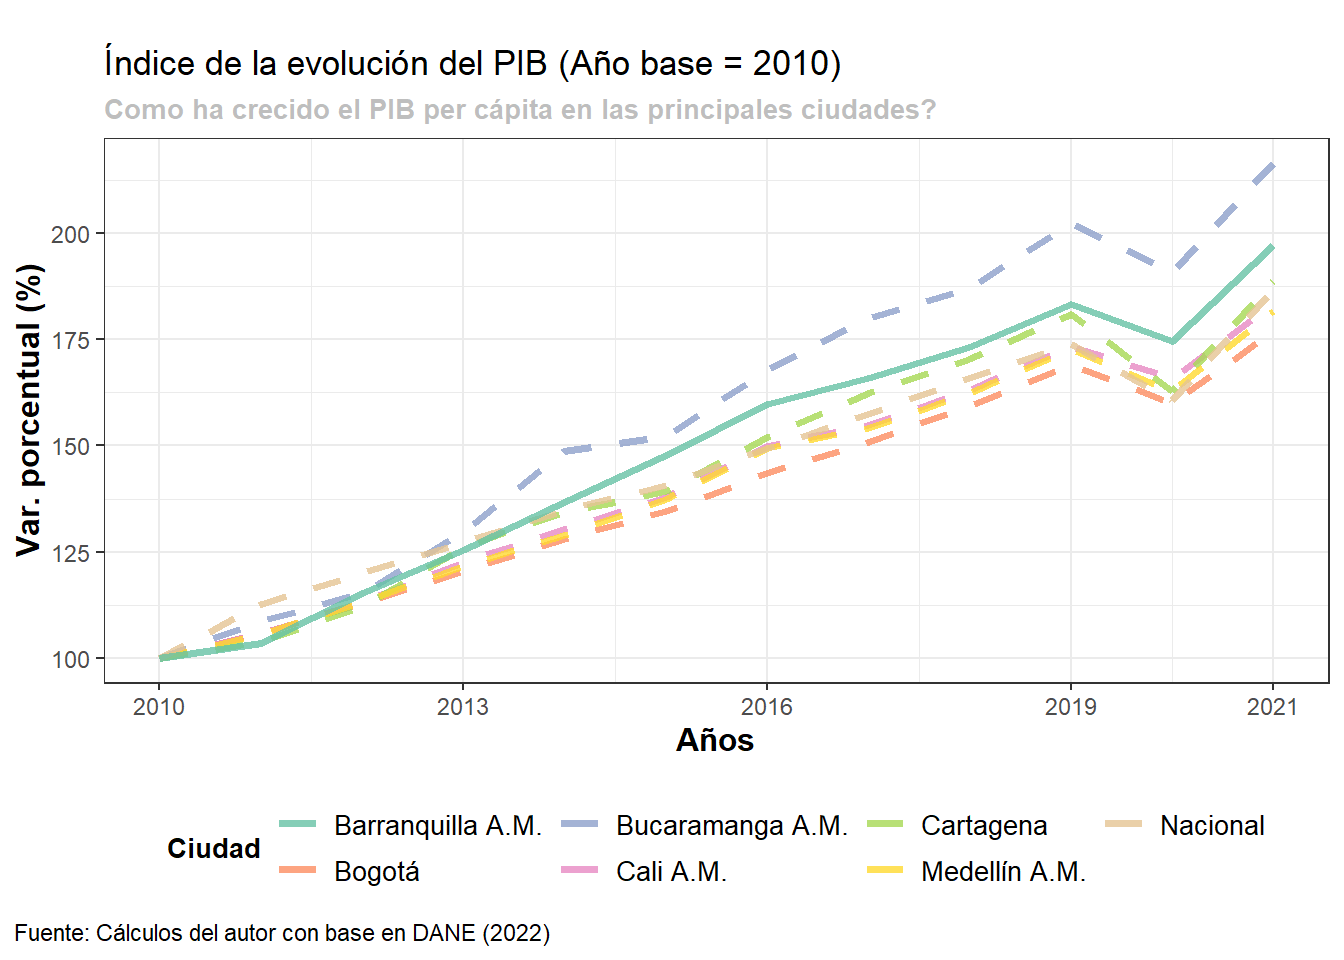 Índice de la evolución del PIB (Año base = 2010)
Como ha crecido el PIB per cápita en las principales ciudades?
Var. porcentual (%)
200
175
150
125
100
2010 2013 2016 2019 2021
Años
Ciudad
Barranquilla A.M. Bucaramanga A.M. Cartagena Nacional
Bogotá Cali A.M. Medellín A.M.
Fuente: Cálculos del autor con base en DANE (2022)